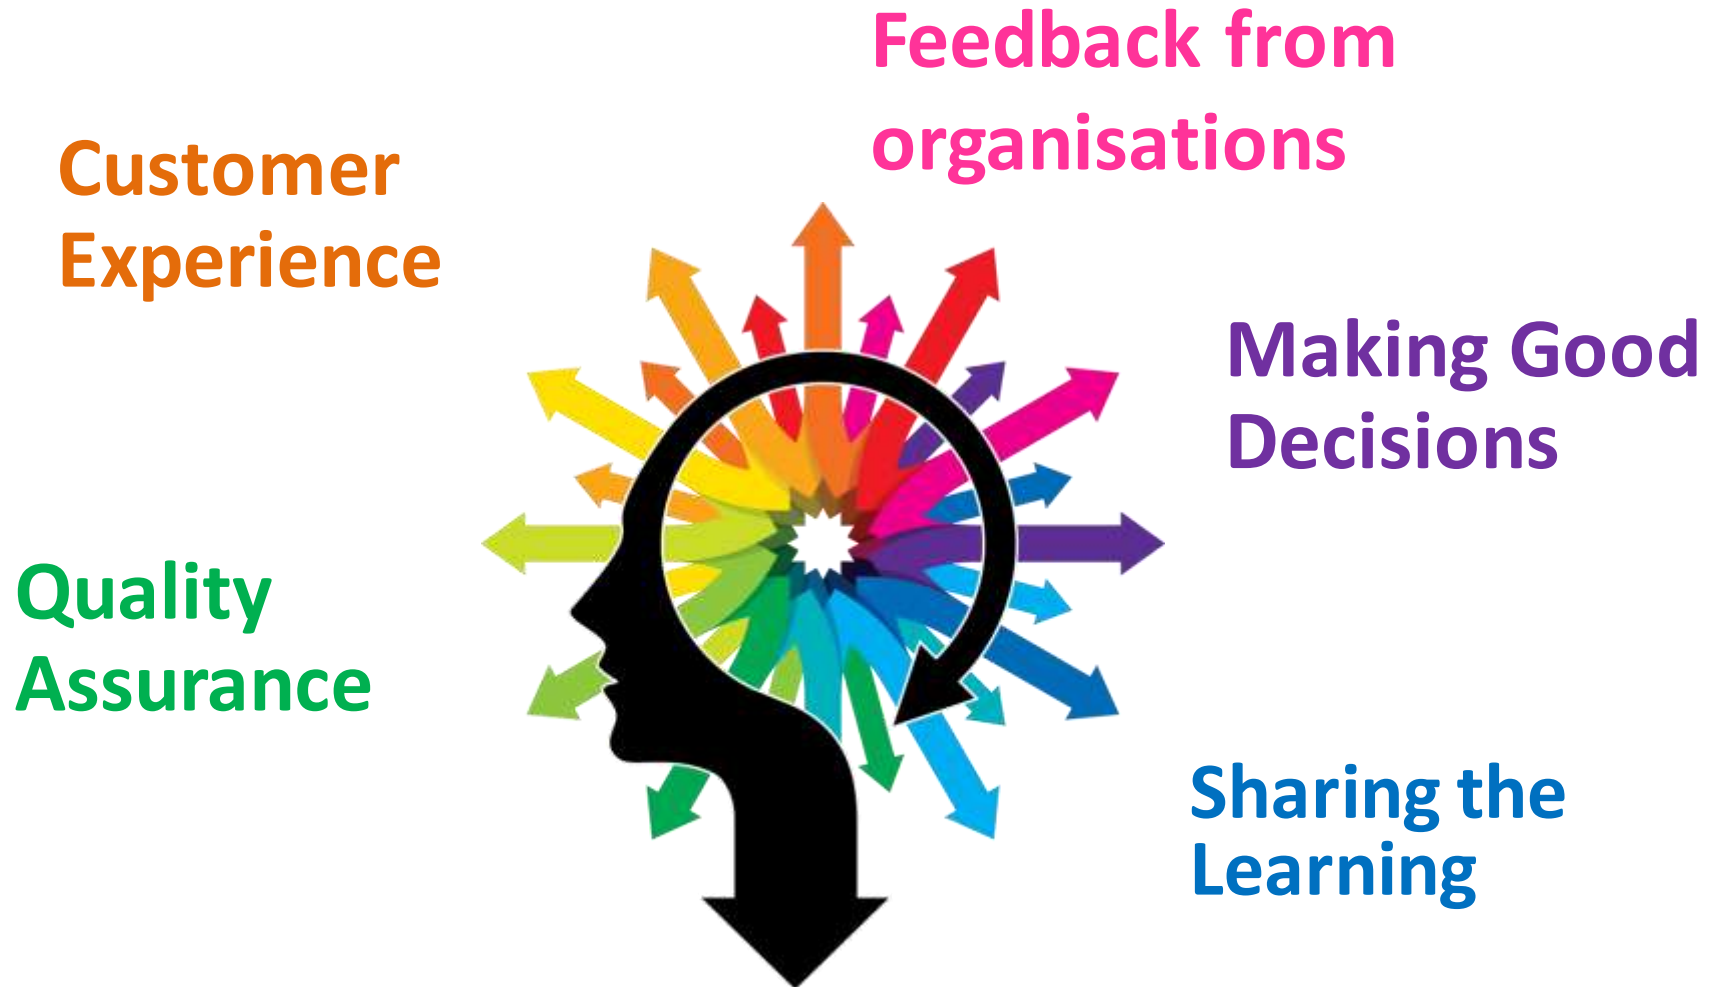 Feedback from
organisations
Customer
Experience
Making Good
Decisions
Quality
Assurance
Sharing the
Learning